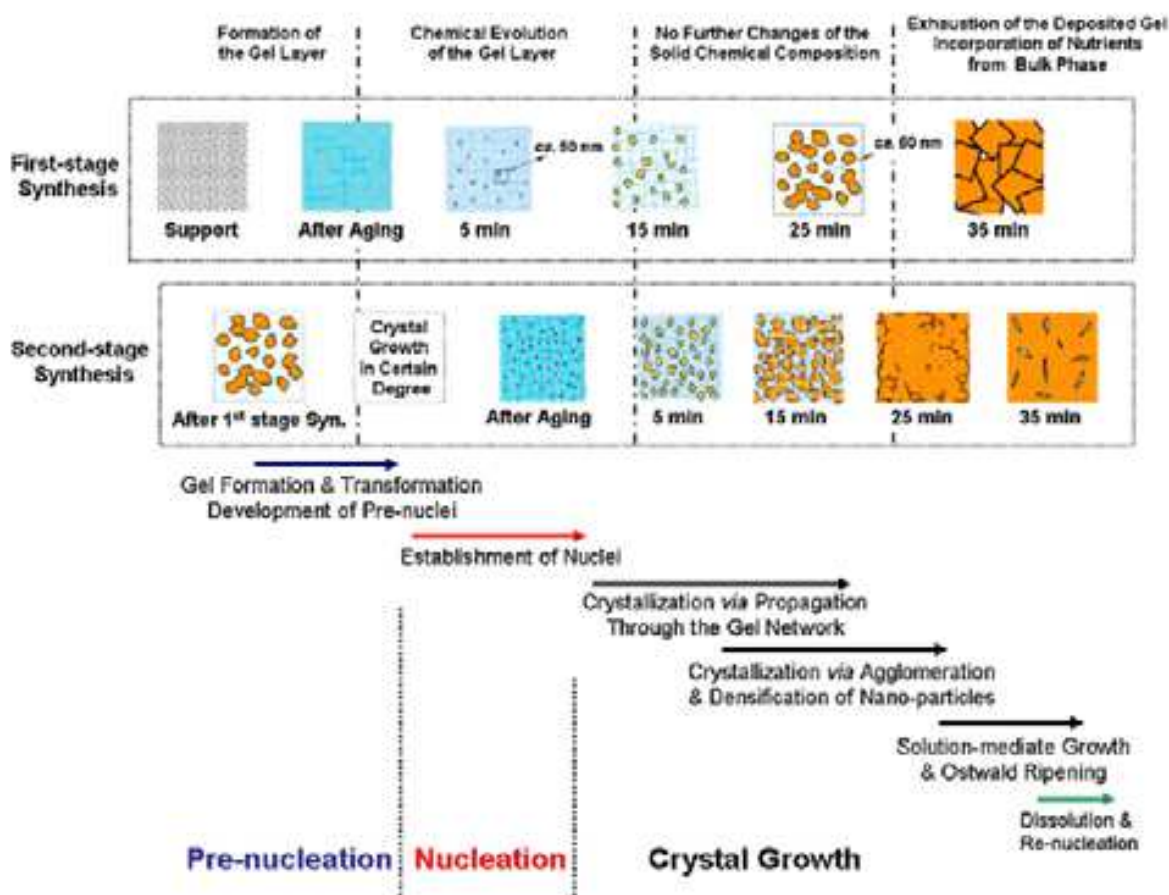 Formation of
the Gel Layer
Chemical Evolution
of the Gel Layer
No Further Changes of the
Solid Chemical Composition
Exhaustion of the Deposited Gel
Incorporation of Nutrients
from Bulk Phase
First-stage
Synthesis
ca. 50 nm
ca. 60 nm
Support
After Aging
5 min
15 min
25 min
35 min
Second-stage
Synthesis
Crystal
Growth
in Certain
Degree
After 1st stage Syn.
After Aging
5 min
15 min
25 min
35 min
Gel Formation & Transformation
Development of Pre-nuclei
Establishment of Nuclei
Crystallization via Propagation
Through the Gel Network
Crystallization via Agglomeration
& Densification of Nano-particles
Solution-mediate Growth
& Ostwald Ripening
Dissolution &
Re-nucleation
Pre-nucleation
Nucleation
Crystal Growth